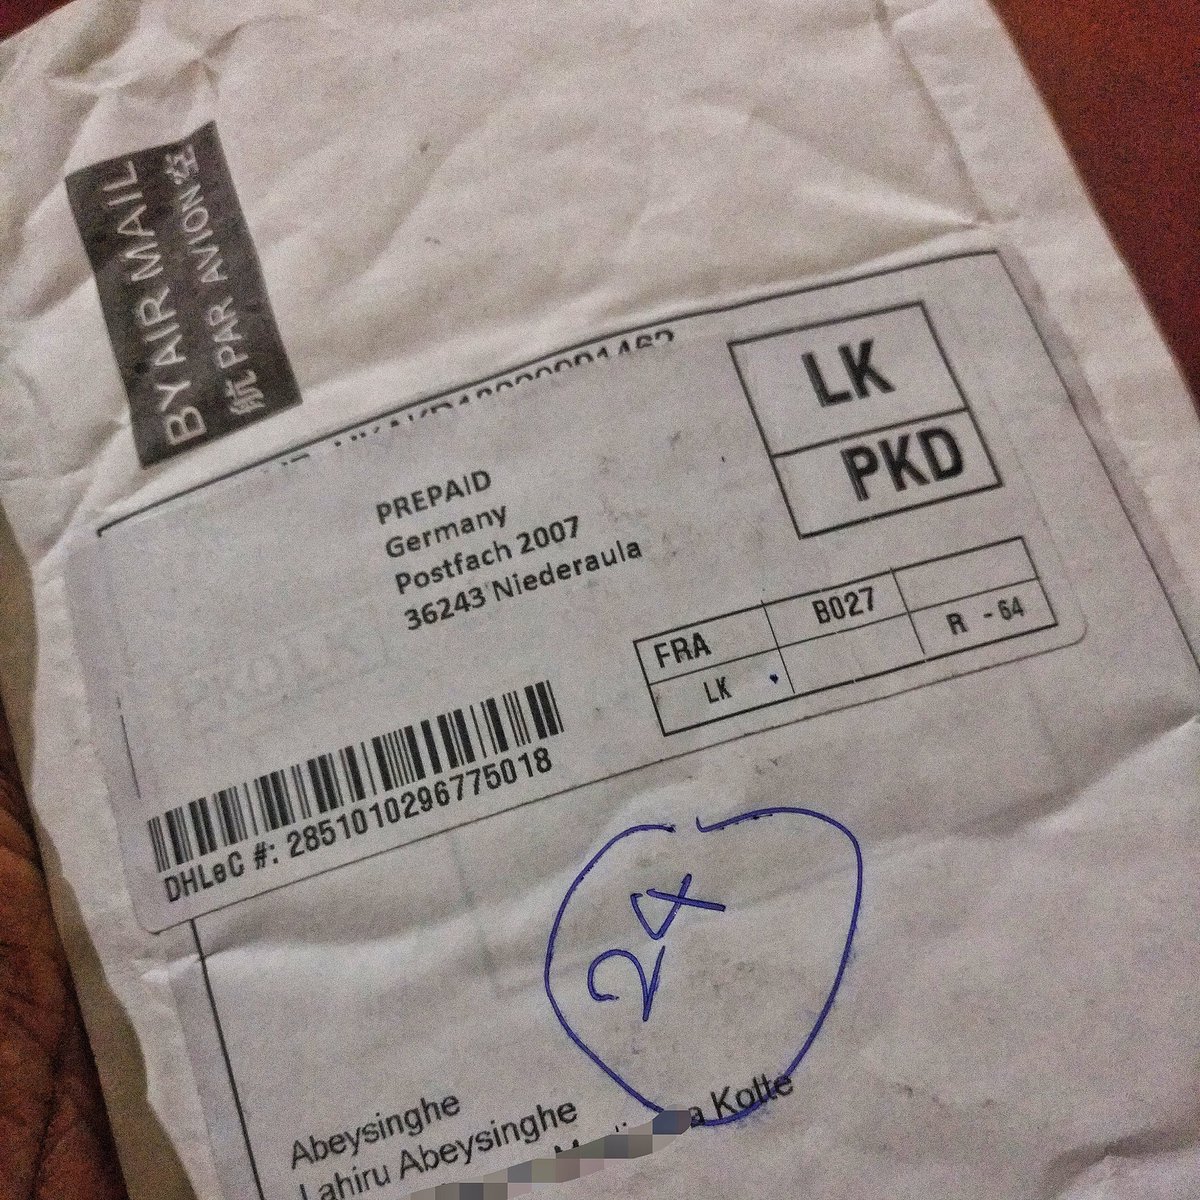 BY AIR MAIL
航 PAR AVION 空
LK
PKD
PREPAID
Germany
Postfach 2007
36243 Niederaula
FRA B027
LK R - 64
DHLeC #: 2851010296775018
24
Abeysinghe
Lahiru Abeysinghe
Kotte